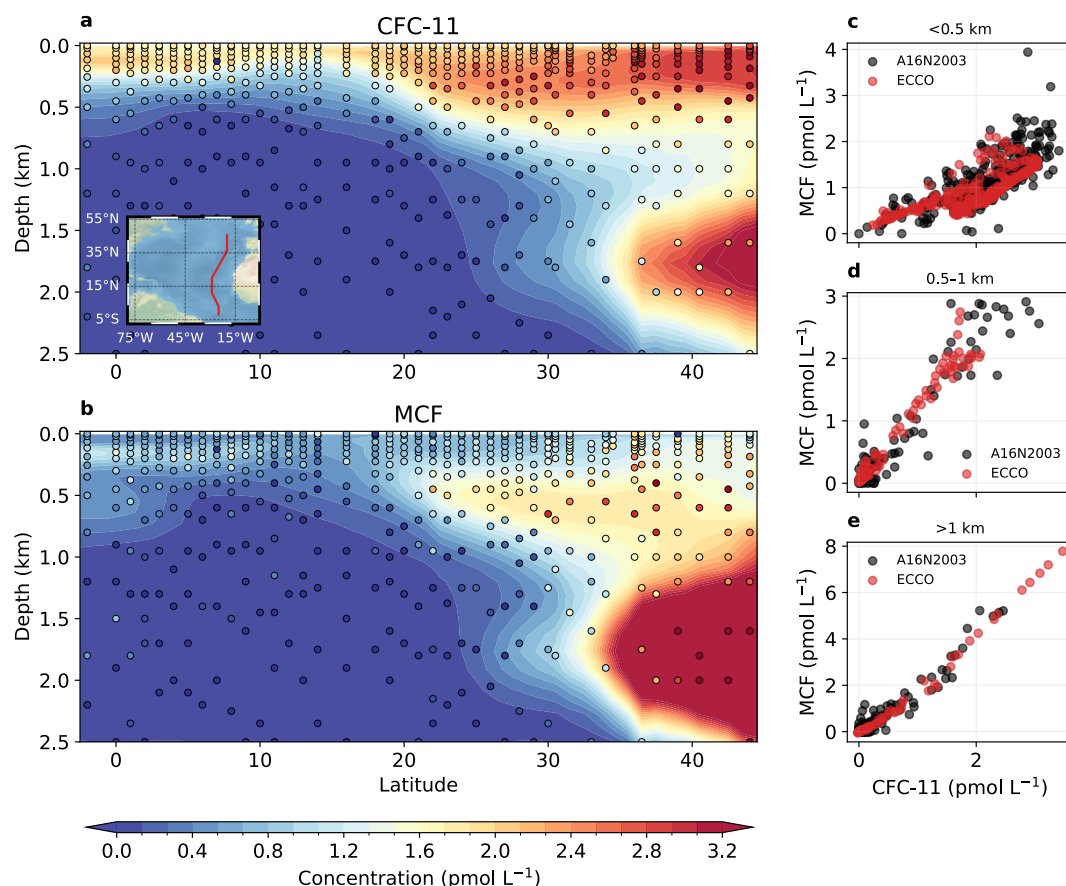 a
CFC-11
0.0
0.5
1.0
1.5
2.0
2.5
Depth (km)
55°N
35°N
15°N
5°S
75°W 45°W 15°W
0 10 20 30 40
b
MCF
0.0
0.5
1.0
1.5
2.0
2.5
Depth (km)
0 10 20 30 40
Latitude
0.0 0.4 0.8 1.2 1.6 2.0 2.4 2.8 3.2
Concentration (pmol L⁻¹)
c
<0.5 km
A16N2003
ECCO
4
3
2
1
0
MCF (pmol L⁻¹)
d
0.5–1 km
3
2
1
0
MCF (pmol L⁻¹)
A16N2003
ECCO
e
>1 km
A16N2003
ECCO
8
6
4
2
0
MCF (pmol L⁻¹)
0 2
CFC-11 (pmol L⁻¹)